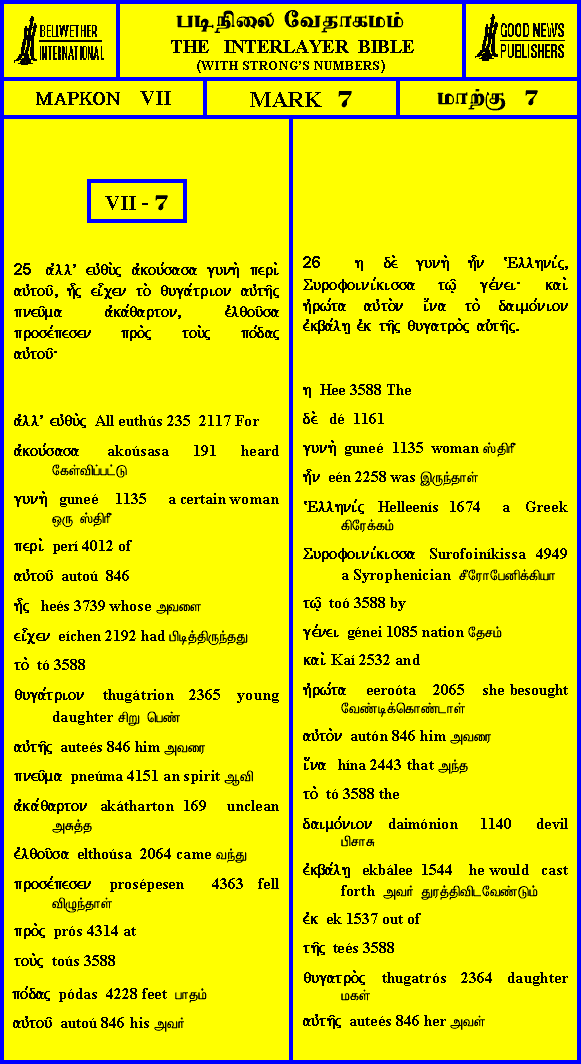 BELLWETHER
INTERNATIONAL
படிநிலை வேதாகமம்
THE INTERLAYER BIBLE
(WITH STRONG'S NUMBERS)
GOOD NEWS
PUBLISHERS
ΜΑΡΚΟΝ VII
MARK 7
மாற்கு 7
VII - 7
25 ἀλλ' εὐθὺς ἀκούσασα γυνὴ περὶ
αὐτοῦ, ἧς εἶχεν τὸ θυγάτριον αὐτῆς
πνεῦμα ἀκάθαρτον, ἐλθοῦσα
προσέπεσεν πρὸς τοὺς πόδας
αὐτοῦ·
ἀλλ' εὐθὺς All euthús 235 2117 For
ἀκούσασα akoúsasa 191 heard
கேள்விப்பட்டு
γυνὴ guneé 1135 a certain woman
ஒரு ஸ்திரீ
περὶ perí 4012 of
αὐτοῦ autoú 846
ἧς heés 3739 whose அவளை
εἶχεν eíchen 2192 had பிடித்திருந்தது
τὸ tó 3588
θυγάτριον thugátrion 2365 young
daughter சிறு பெண்
αὐτῆς auteés 846 him அவரை
πνεῦμα pneúma 4151 an spirit ஆவி
ἀκάθαρτον akátharton 169 unclean
அசுத்த
ἐλθοῦσα elthoúsa 2064 came வந்து
προσέπεσεν prosépesen 4363 fell
விழுந்தாள்
πρὸς prós 4314 at
τοὺς toús 3588
πόδας pódas 4228 feet பாதம்
αὐτοῦ autoú 846 his அவர்
26 η δὲ γυνὴ ἦν Ἑλληνίς,
Συροφοινίκισσα τῷ γένει· καὶ
ἠρώτα αὐτὸν ἵνα τὸ δαιμόνιον
ἐκβάλῃ ἐκ τῆς θυγατρὸς αὐτῆς.
η Hee 3588 The
δὲ dé 1161
γυνὴ guneé 1135 woman ஸ்திரீ
ἦν eén 2258 was இருந்தாள்
Ἑλληνίς Helleenís 1674 a Greek
கிரேக்கம்
Συροφοινίκισσα Surofoiníkissa 4949
a Syrophenician சீரோபேனிக்கியா
τῷ toó 3588 by
γένει génei 1085 nation தேசம்
καὶ Kaí 2532 and
ἠρώτα eeroóta 2065 she besought
வேண்டிக்கொண்டாள்
αὐτὸν autón 846 him அவரை
ἵνα hína 2443 that அந்த
τὸ tó 3588 the
δαιμόνιον daimónion 1140 devil
பிசாசு
ἐκβάλῃ ekbálee 1544 he would cast
forth அவர் துரத்திவிடவேண்டும்
ἐκ ek 1537 out of
τῆς teés 3588
θυγατρὸς thugatrós 2364 daughter
மகள்
αὐτῆς auteés 846 her அவள்